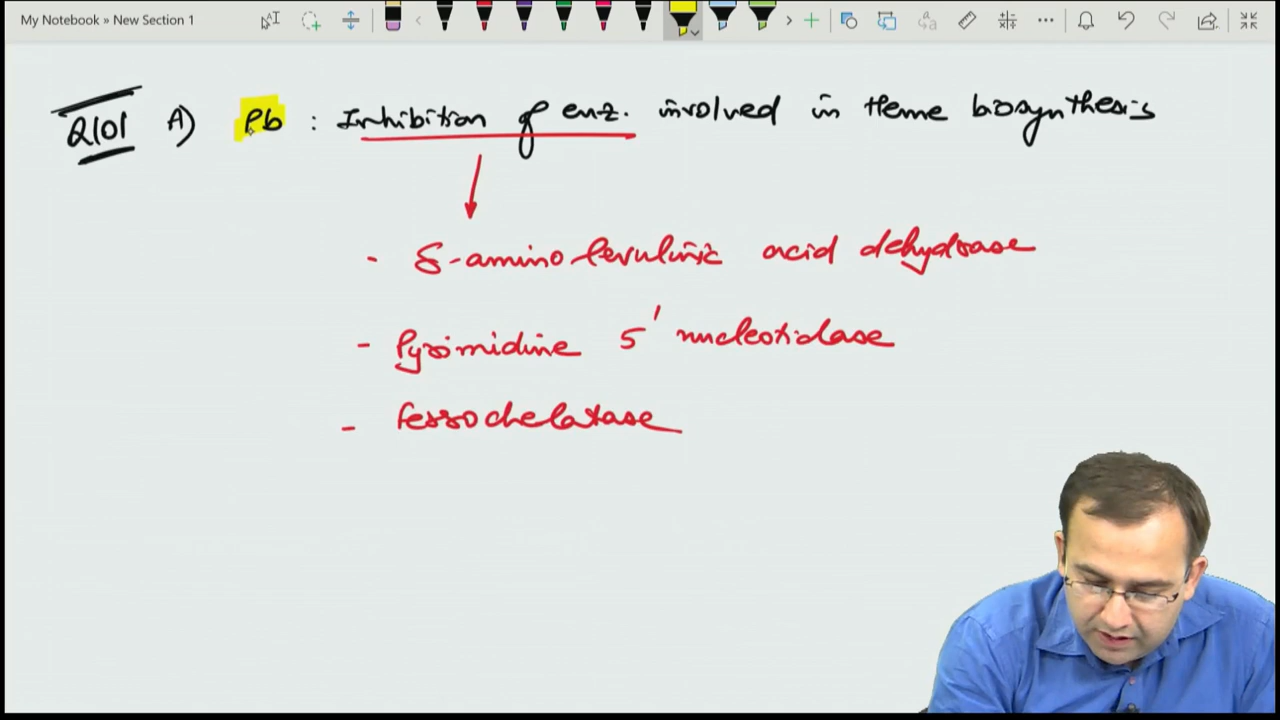 My Notebook » New Section 1
Q101 A) Pb : Inhibition of enz. involved in Heme biosynthesis
- δ-amino levulinic acid dehydrase
- Pyrimidine 5' nucleotidase
- ferrochelatase